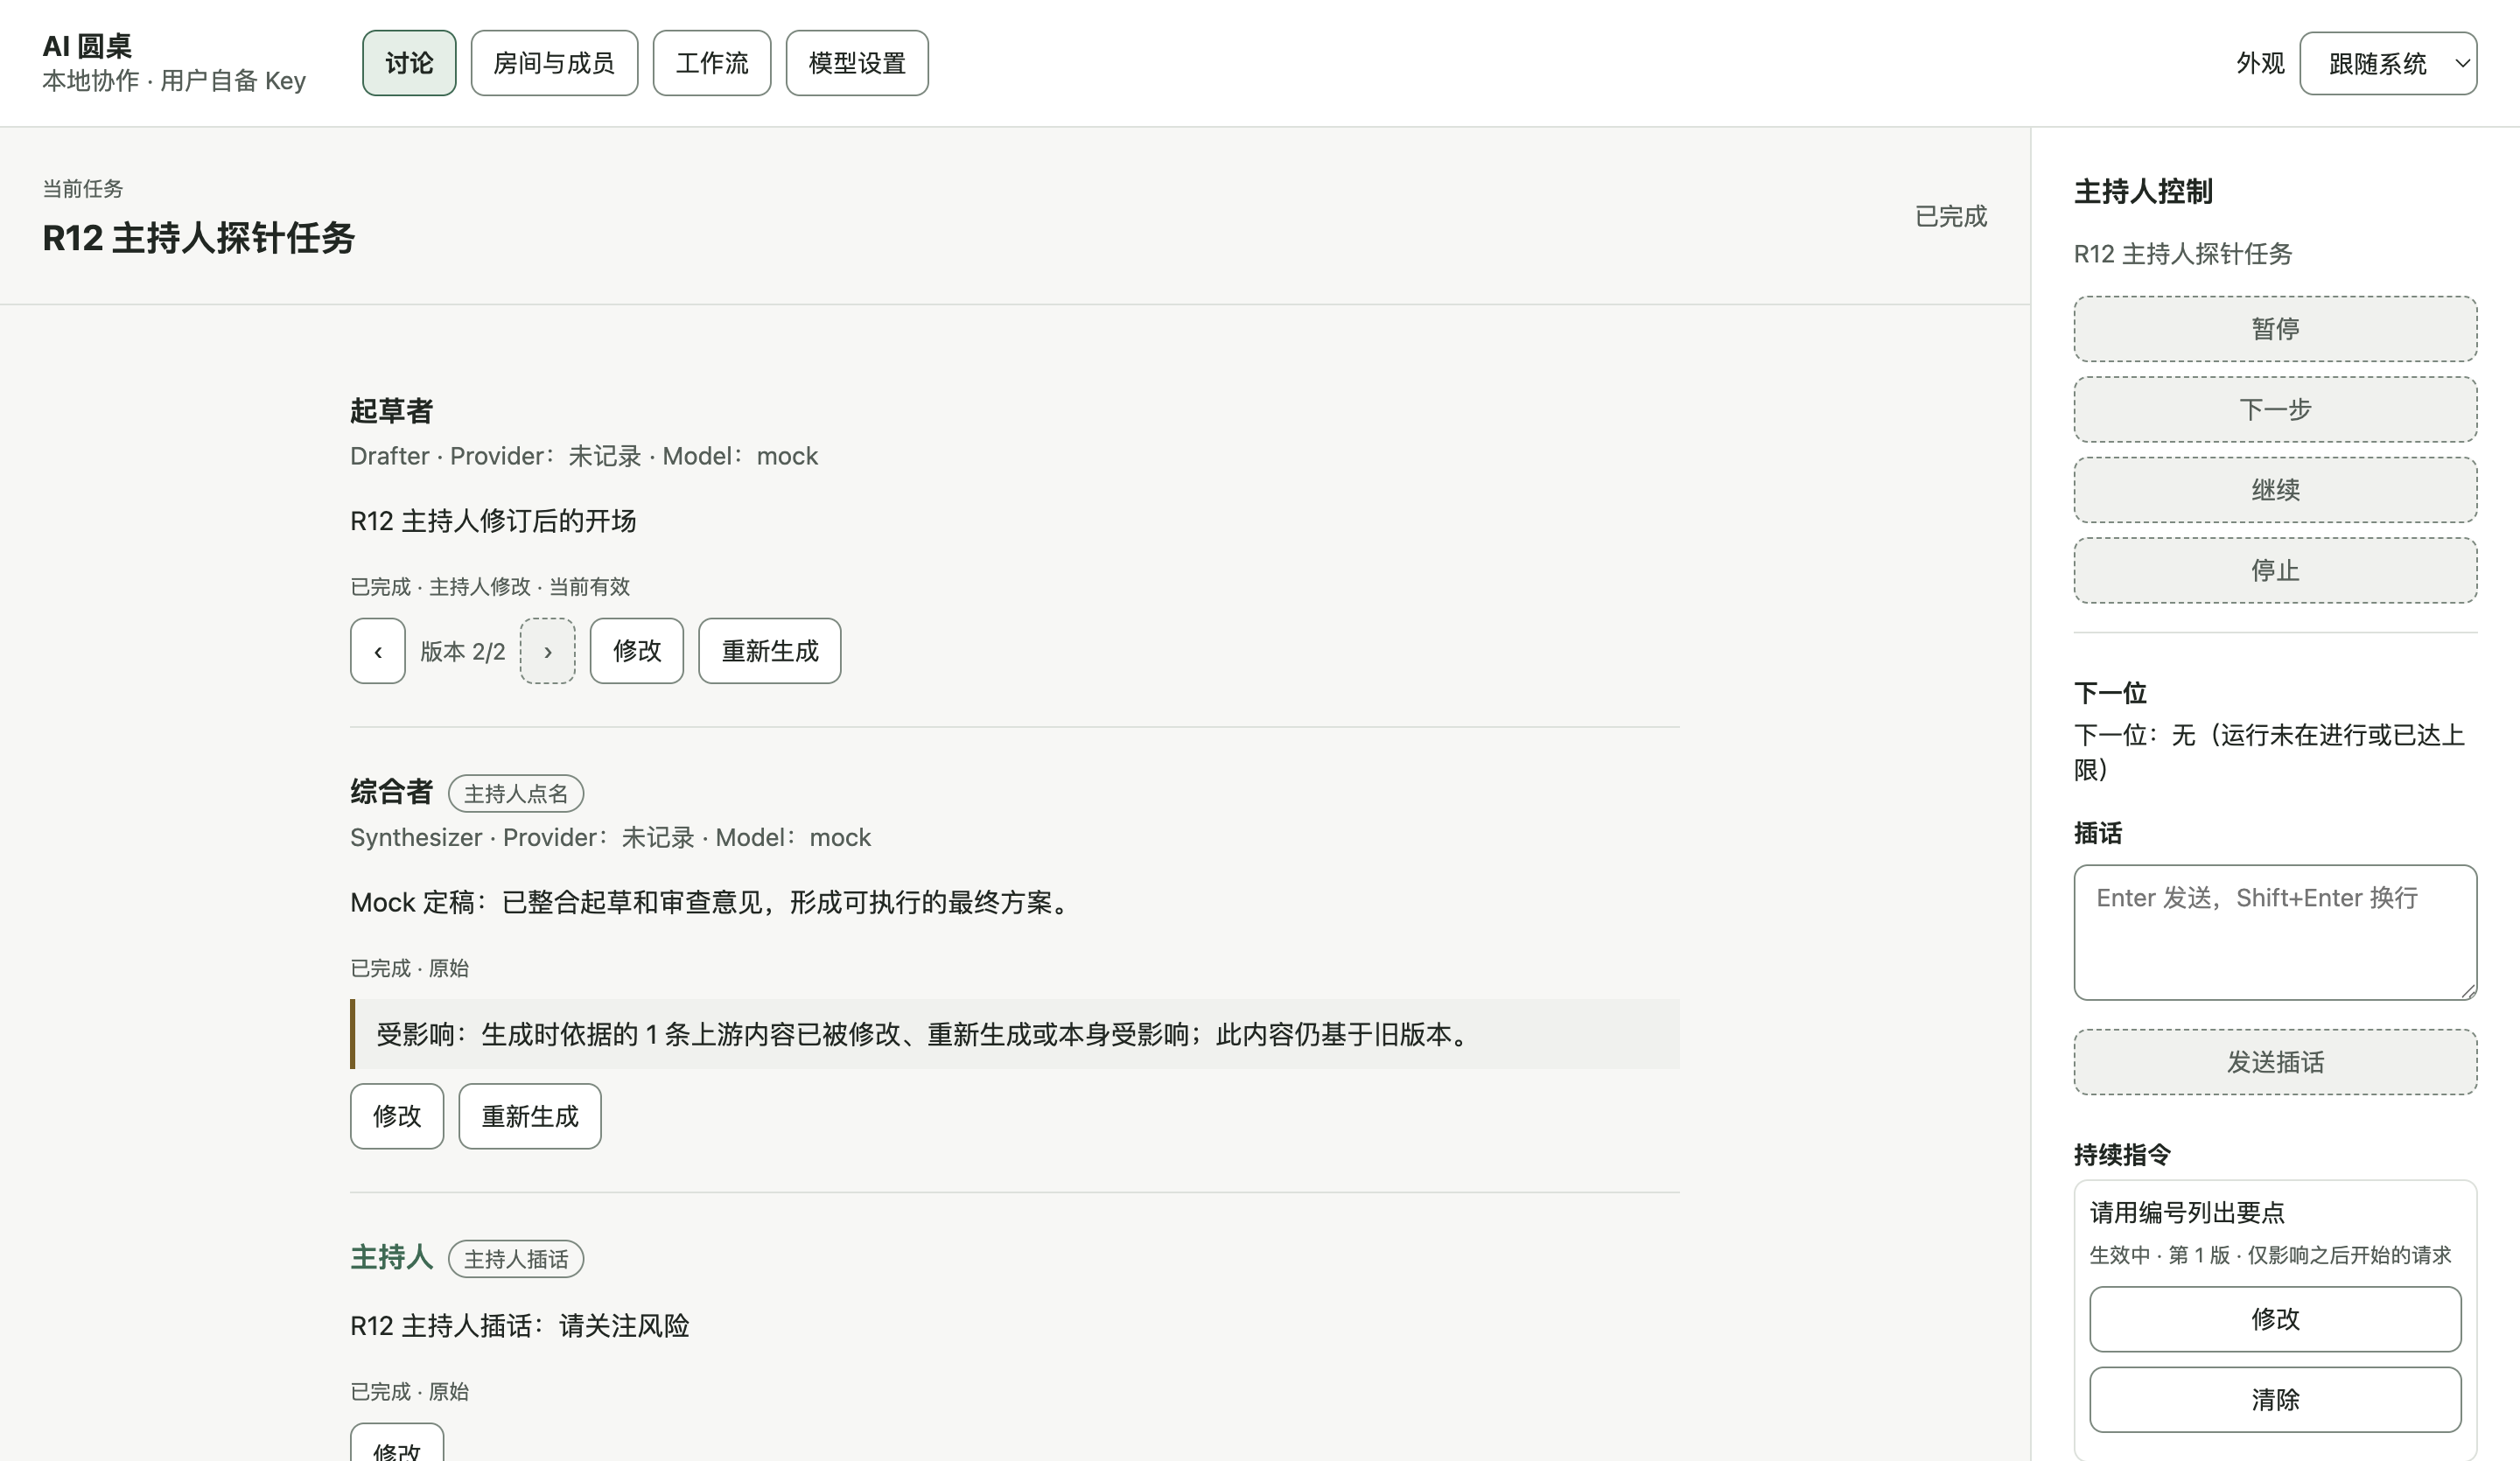 AI 圆桌
本地协作 · 用户自备 Key
讨论
房间与成员
工作流
模型设置
外观
跟随系统
当前任务
R12 主持人探针任务
已完成
起草者
Drafter · Provider：未记录 · Model：mock
R12 主持人修订后的开场
已完成 · 主持人修改 · 当前有效
‹
版本 2/2
›
修改
重新生成
综合者
主持人点名
Synthesizer · Provider：未记录 · Model：mock
Mock 定稿：已整合起草和审查意见，形成可执行的最终方案。
已完成 · 原始
受影响：生成时依据的 1 条上游内容已被修改、重新生成或本身受影响；此内容仍基于旧版本。
修改
重新生成
主持人
主持人插话
R12 主持人插话：请关注风险
已完成 · 原始
修改
主持人控制
R12 主持人探针任务
暂停
下一步
继续
停止
下一位
下一位：无（运行未在进行或已达上
限）
插话
Enter 发送，Shift+Enter 换行
发送插话
持续指令
请用编号列出要点
生效中 · 第 1 版 · 仅影响之后开始的请求
修改
清除